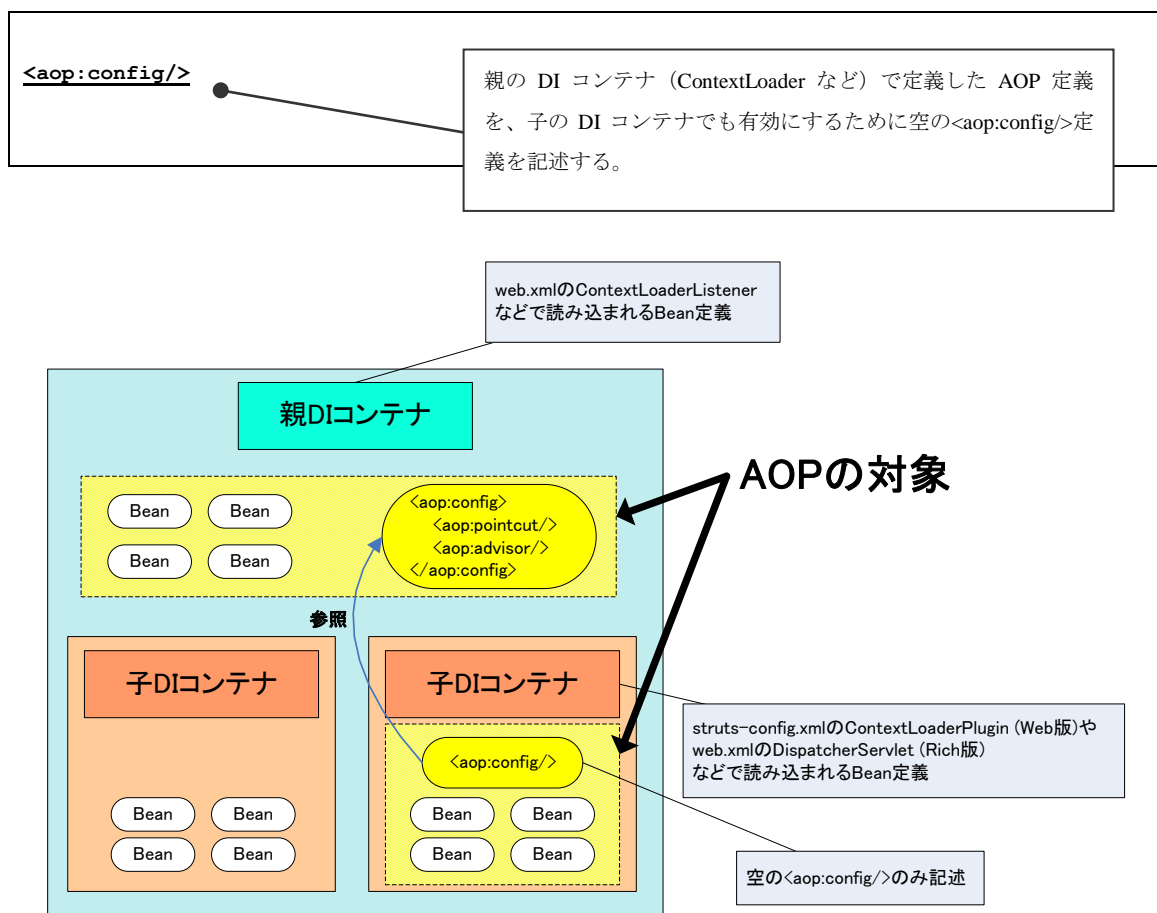 <aop:config/>
親の DI コンテナ（ContextLoader など）で定義した AOP 定義
を、子の DI コンテナでも有効にするために空の<aop:config/>定
義を記述する。
web.xmlのContextLoaderListener
などで読み込まれるBean定義
親DIコンテナ
AOPの対象
Bean
Bean
Bean
Bean
<aop:config>
<aop:pointcut/>
<aop:advisor/>
</aop:config>
参照
子DIコンテナ
子DIコンテナ
struts-config.xmlのContextLoaderPlugin (Web版)や
web.xmlのDispatcherServlet (Rich版)
などで読み込まれるBean定義
<aop:config/>
Bean
Bean
Bean
Bean
Bean
Bean
Bean
Bean
空の<aop:config/>のみ記述